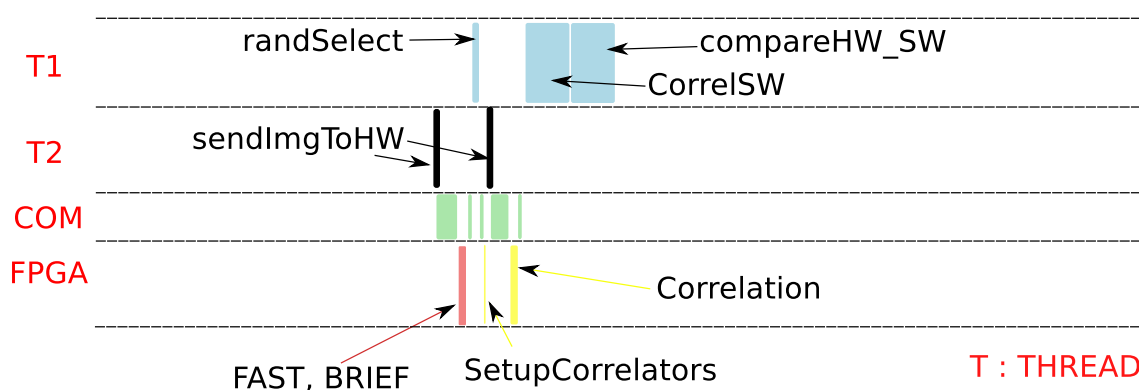 randSelect
compareHW_SW
T1
CorrelSW
sendImgToHW
T2
COM
FPGA
Correlation
FAST, BRIEF
SetupCorrelators
T : THREAD